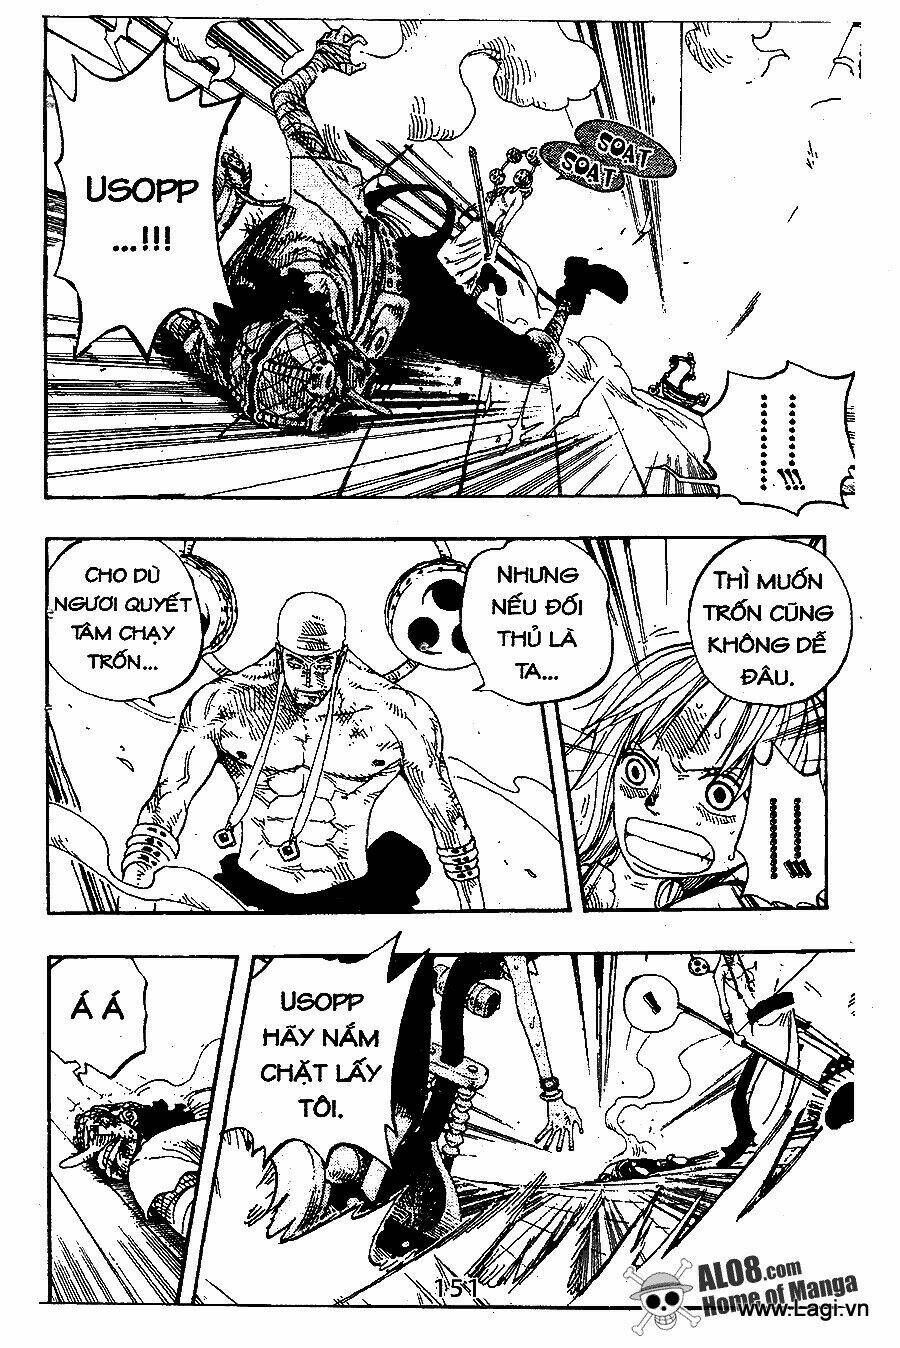 USOPP
...!!!
SOẠT
SOẠT
CHO DÙ
NGƯƠI QUYẾT
TÂM CHẠY
TRỐN...
NHƯNG
NẾU ĐỐI
THỦ LÀ
TA...
THÌ MUỐN
TRỐN CŨNG
KHÔNG DỄ
ĐÂU.
Á Á
USOPP
HÃY NẮM
CHẶT LẤY
TÔI.
!
151
ALO8.com
Home of Manga
www.Lagi.vn